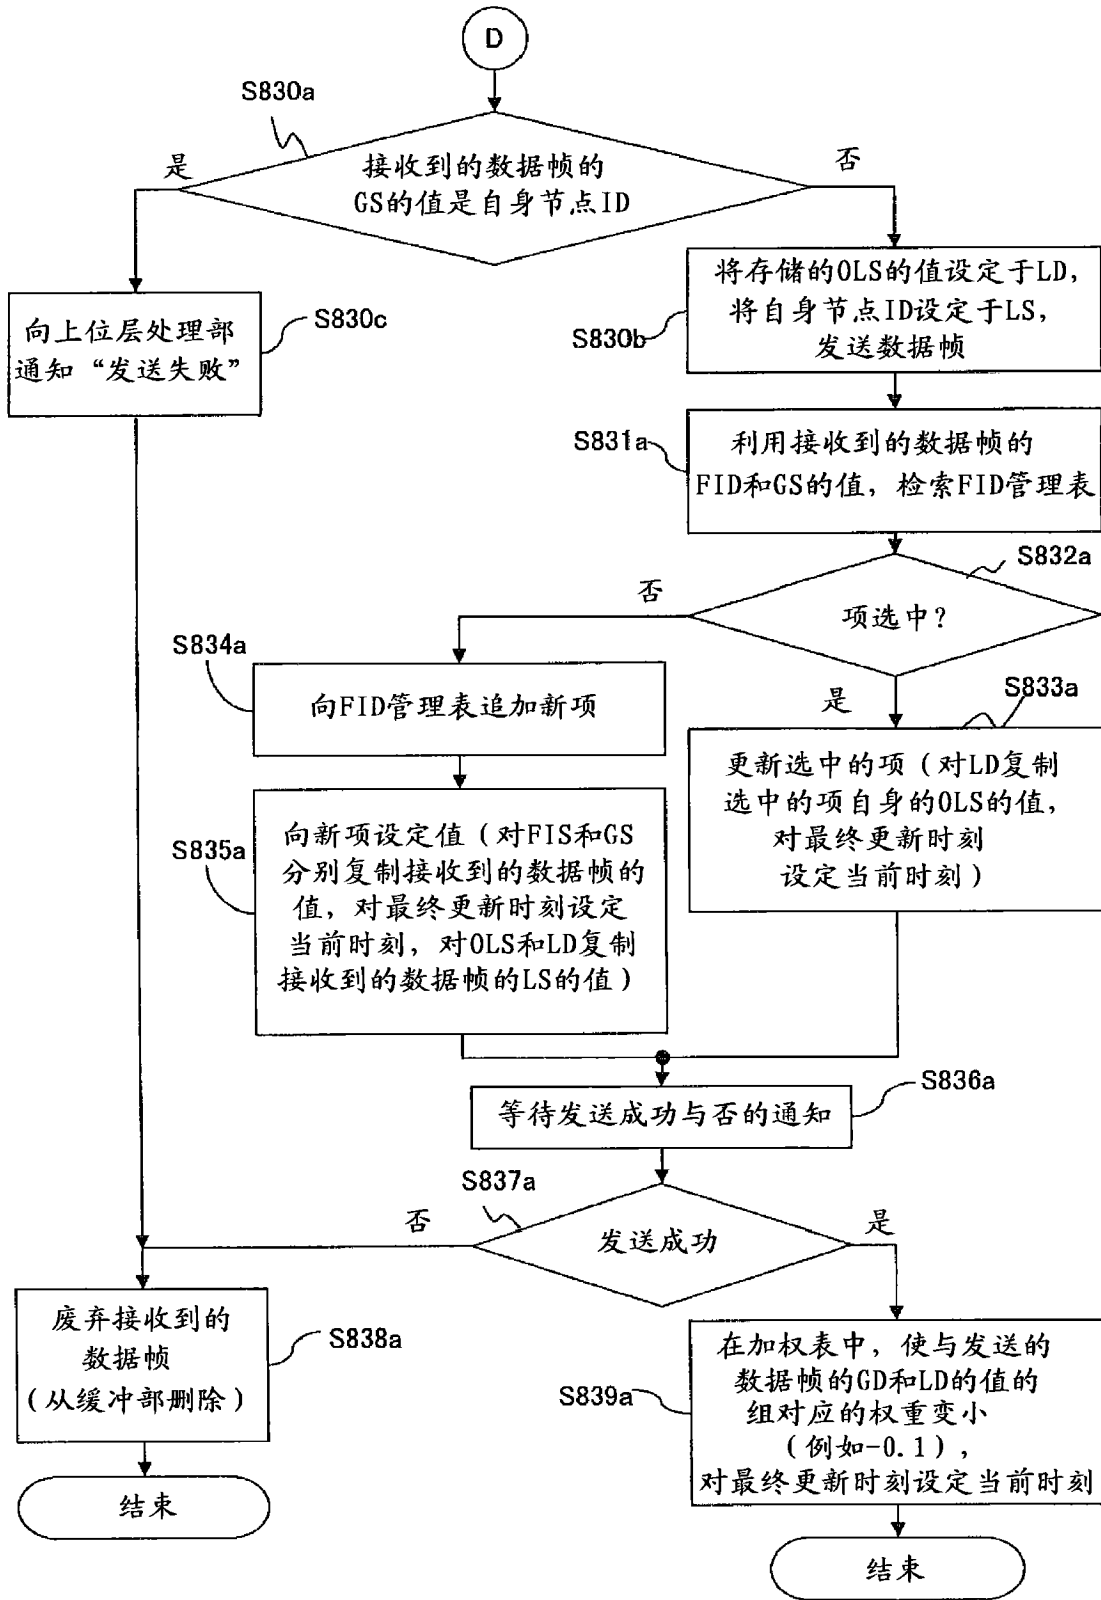 D
S830a
是
接收到的数据帧的
GS的值是自身节点ID
否
向上位层处理部
通知“发送失败”
S830c
将存储的OLS的值设定于LD,
将自身节点ID设定于LS,
发送数据帧
S830b
S831a
利用接收到的数据帧的
FID和GS的值, 检索FID管理表
S832a
否
项选中?
S834a
向FID管理表追加新项
是
S833a
更新选中的项(对LD复制
选中的项自身的OLS的值,
对最终更新时刻
设定当前时刻)
S835a
向新项设定值(对FIS和GS
分别复制接收到的数据帧的
值, 对最终更新时刻设定
当前时刻, 对OLS和LD复制
接收到的数据帧的LS的值)
等待发送成功与否的通知
S836a
S837a
否
发送成功
是
废弃接收到的
数据帧
(从缓冲部删除)
S838a
S839a
在加权表中, 使与发送的
数据帧的GD和LD的值的
组对应的权重变小
(例如-0.1),
对最终更新时刻设定当前时刻
结束
结束